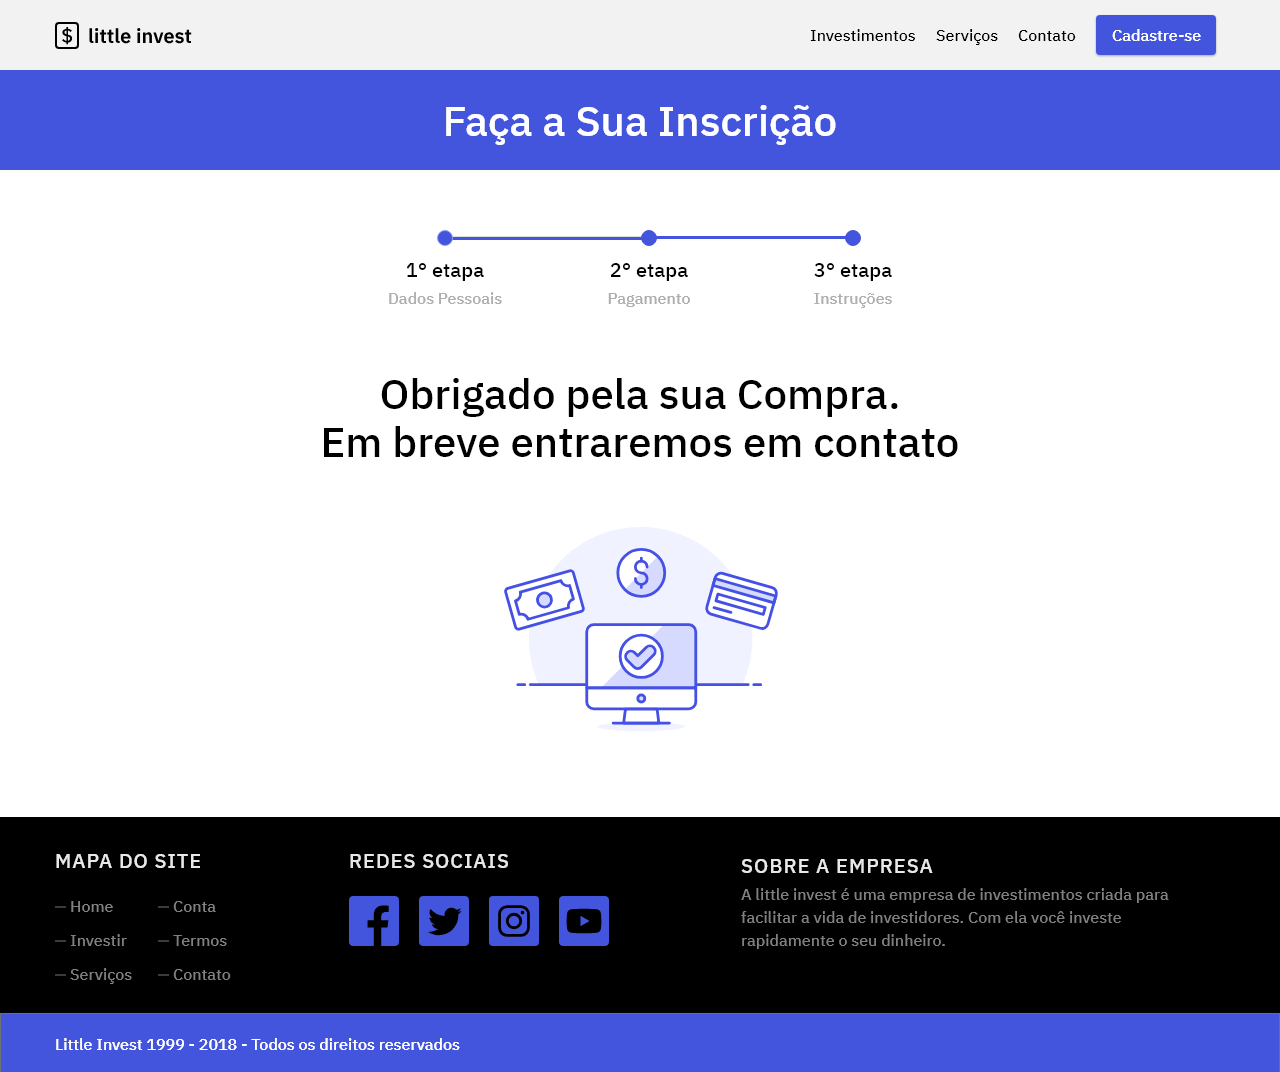 $ little invest
Investimentos Serviços Contato Cadastre-se
Faça a Sua Inscrição
1° etapa 2° etapa 3° etapa
Dados Pessoais Pagamento Instruções
Obrigado pela sua Compra.
Em breve entraremos em contato
$
MAPA DO SITE
— Home — Conta
— Investir — Termos
— Serviços — Contato
REDES SOCIAIS
SOBRE A EMPRESA
A little invest é uma empresa de investimentos criada para
facilitar a vida de investidores. Com ela você investe
rapidamente o seu dinheiro.
Little Invest 1999 - 2018 - Todos os direitos reservados